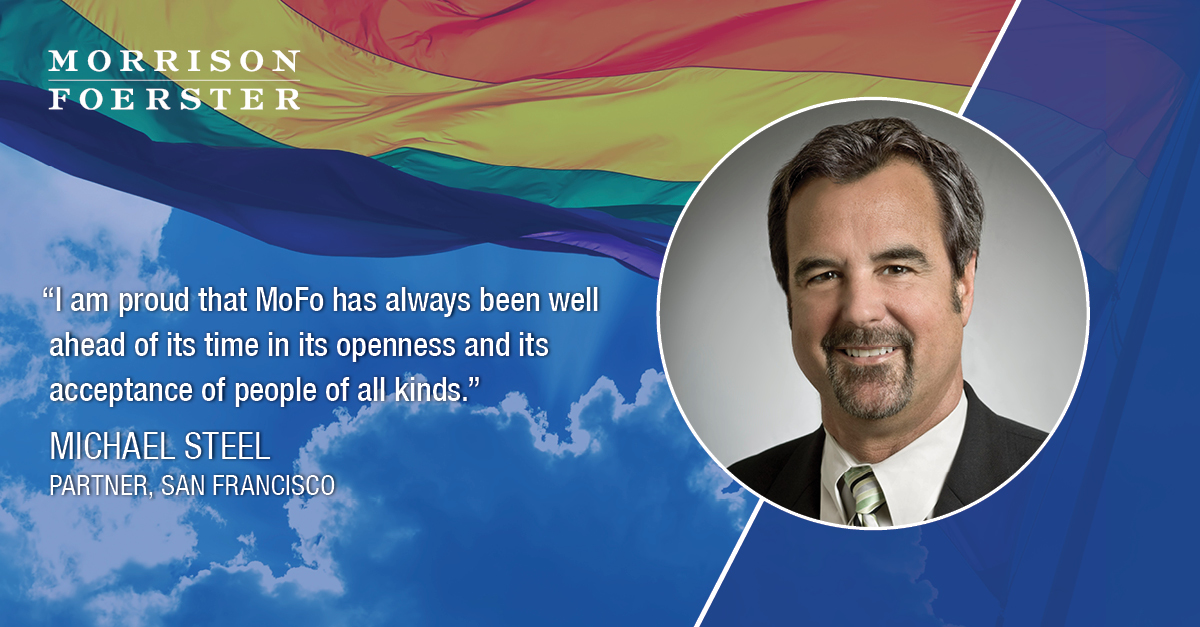 MORRISON
FOERSTER
“I am proud that MoFo has always been well
ahead of its time in its openness and its
acceptance of people of all kinds.”
MICHAEL STEEL
PARTNER, SAN FRANCISCO